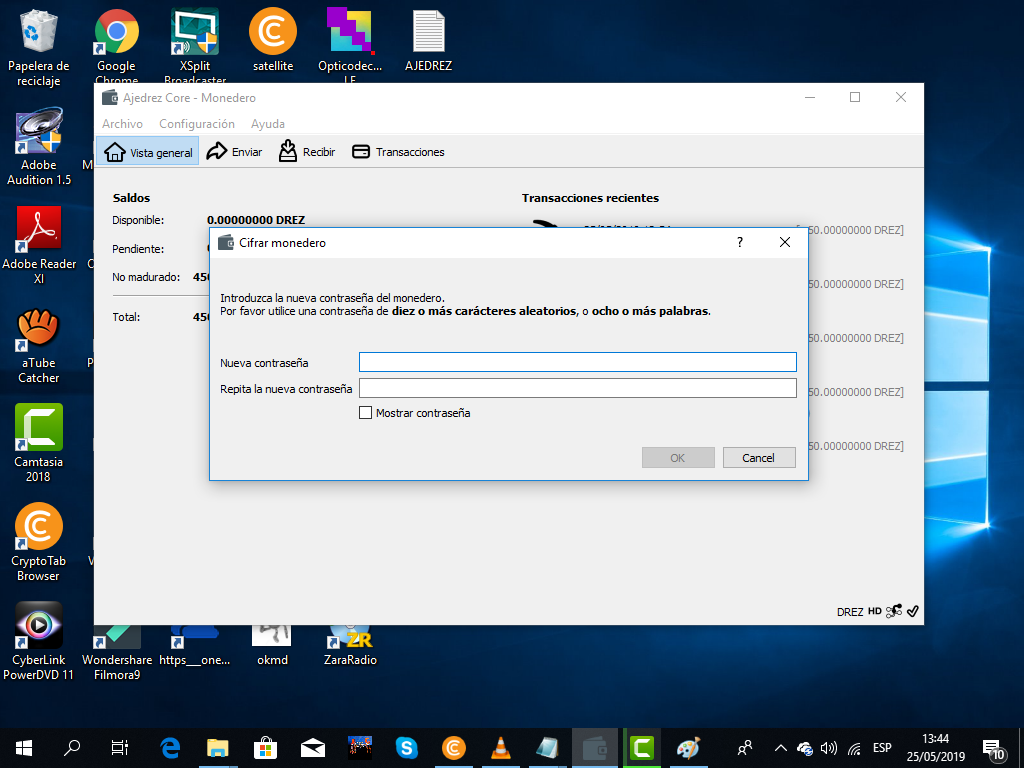 Papelera de
reciclaje
Google
Chrome
XSplit
Broadcaster
satellite
Opticodec...
LE
AJEDREZ
Adobe
Audition 1.5
Adobe Reader
XI
aTube
Catcher
Camtasia
2018
CryptoTab
Browser
CyberLink
PowerDVD 11
Wondershare
Filmora9
https___one...
okmd
ZaraRadio
Ajedrez Core - Monedero
Archivo Configuración Ayuda
Vista general Enviar Recibir Transacciones
Saldos
Transacciones recientes
Disponible: 0.00000000 DREZ
Pendiente:
No madurado: 450
Total: 450
50.00000000 DREZ]
50.00000000 DREZ]
50.00000000 DREZ]
50.00000000 DREZ]
50.00000000 DREZ]
Cifrar monedero
?
Introduzca la nueva contraseña del monedero.
Por favor utilice una contraseña de diez o más carácteres aleatorios, o ocho o más palabras.
Nueva contraseña
Repita la nueva contraseña
Mostrar contraseña
OK Cancel
DREZ HD
ESP
13:44
25/05/2019
10